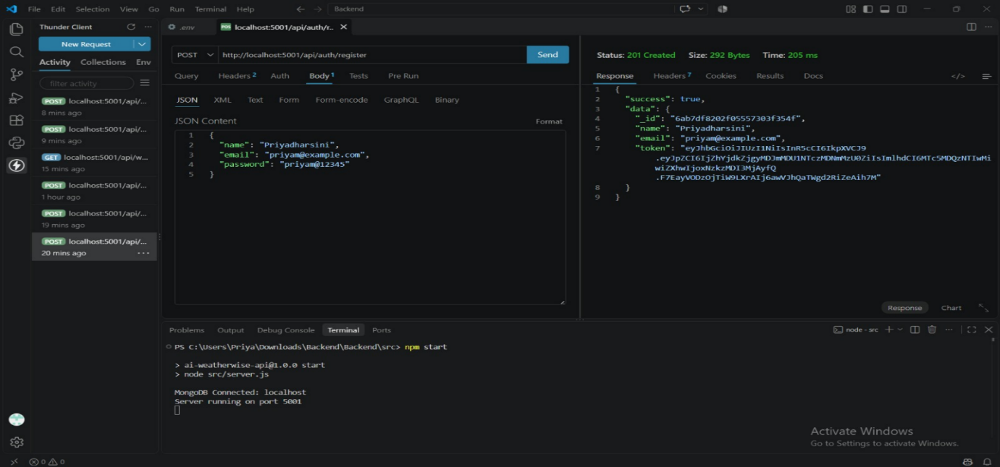 File Edit Selection View Go Run Terminal Help
Backend
Thunder Client
New Request
Activity Collections Env
filter activity
POST localhost:5001/api/...
8 mins ago
POST localhost:5001/api/...
9 mins ago
GET localhost:5001/api/w...
15 mins ago
POST localhost:5001/api/...
1 hour ago
POST localhost:5001/api/...
19 mins ago
POST localhost:5001/api/...
20 mins ago
.env
POS localhost:5001/api/auth/r..
POST http://localhost:5001/api/auth/register Send
Query Headers 2 Auth Body 1 Tests Pre Run
JSON XML Text Form Form-encode GraphQL Binary
JSON Content Format
1 {
2 "name": "Priyadharsini",
3 "email": "priyam@example.com",
4 "password": "priyam@12345"
5 }
Status: 201 Created Size: 292 Bytes Time: 205 ms
Response Headers 7 Cookies Results Docs
1 {
2 "success": true,
3 "data": {
4 "_id": "6ab7df8202f05557303f354f",
5 "name": "Priyadharsini",
6 "email": "priyam@example.com",
7 "token": "eyJhbGciOiJIUzI1NiIsInR5cCI6IkpXVCJ9
8 }
9 }
Response Chart
Problems Output Debug Console Terminal Ports
node - src
PS C:\Users\Priya\Downloads\Backend\Backend\src> npm start
> ai-weatherwise-api@1.0.0 start
> node src/server.js
MongoDB Connected: localhost
Server running on port 5001
Activate Windows
Go to Settings to activate Windows.
0 0